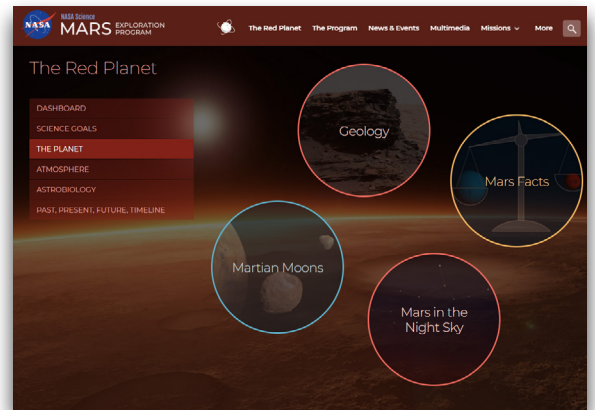 NASA
NASA Science
MARS EXPLORATION PROGRAM
The Red Planet The Program News & Events Multimedia Missions More
The Red Planet
DASHBOARD
SCIENCE GOALS
THE PLANET
ATMOSPHERE
ASTROBIOLOGY
PAST, PRESENT, FUTURE, TIMELINE
Geology
Mars Facts
Martian Moons
Mars in the
Night Sky